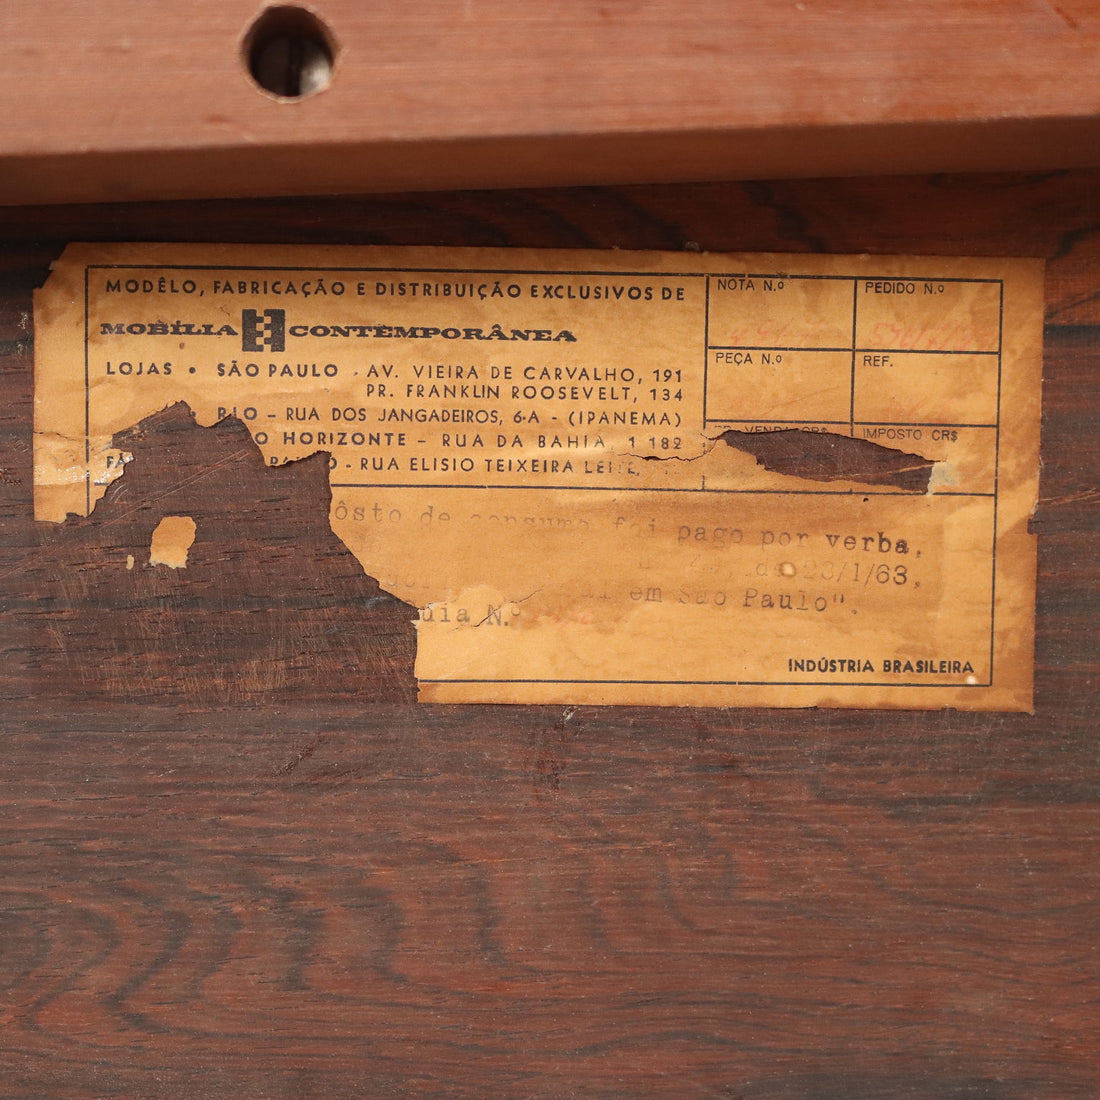 MODÊLO, FABRICAÇÃO E DISTRIBUIÇÃO EXCLUSIVOS DE
MOBÍLIA CONTEMPORÂNEA
LOJAS • SÃO PAULO - AV. VIEIRA DE CARVALHO, 191
PR. FRANKLIN ROOSEVELT, 134
• RIO – RUA DOS JANGADEIROS, 6-A - (IPANEMA)
O HORIZONTE – RUA DA BAHIA, 1 182
- RUA ELISIO TEIXEIRA LEITE,
NOTA N.º
PEDIDO N.º
PEÇA N.º
REF.
IMPOSTO CR$
ôsto de consumo foi pago por verba,
de 23/1/63,
em São Paulo".
dia N.º
INDÚSTRIA BRASILEIRA